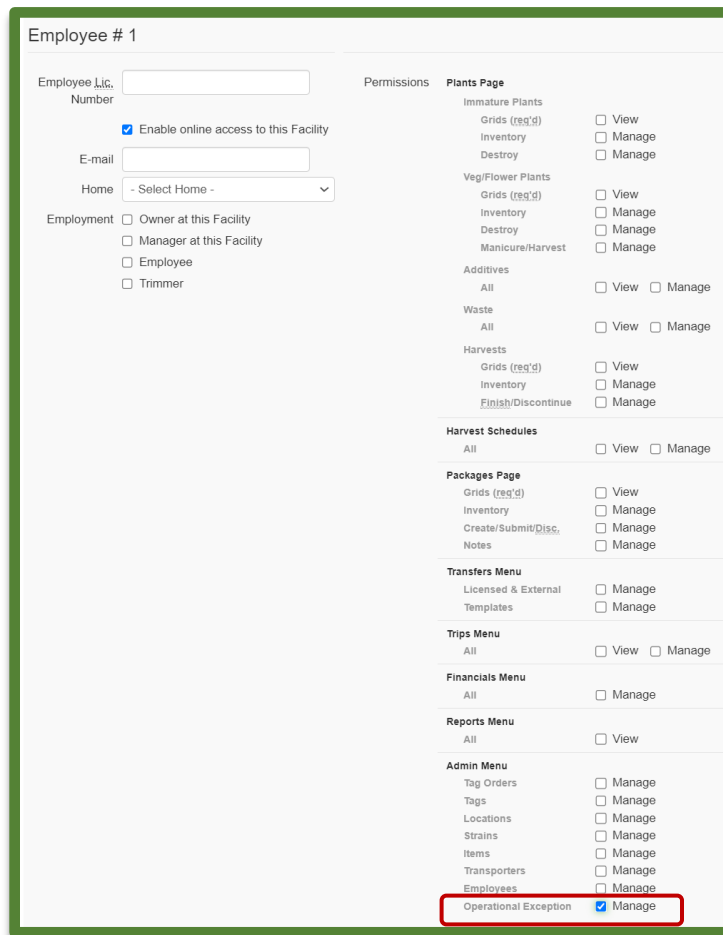 Employee # 1
Employee Lic. Number
Enable online access to this Facility
E-mail
Home - Select Home -
Employment Owner at this Facility
Manager at this Facility
Employee
Trimmer
Permissions Plants Page
Immature Plants
Grids (req'd) View
Inventory Manage
Destroy Manage
Veg/Flower Plants
Grids (req'd) View
Inventory Manage
Destroy Manage
Manicure/Harvest Manage
Additives
All View Manage
Waste
All View Manage
Harvests
Grids (req'd) View
Inventory Manage
Finish/Discontinue Manage
Harvest Schedules
All View Manage
Packages Page
Grids (req'd) View
Inventory Manage
Create/Submit/Disc. Manage
Notes Manage
Transfers Menu
Licensed & External Manage
Templates Manage
Trips Menu
All View Manage
Financials Menu
All Manage
Reports Menu
All View
Admin Menu
Tag Orders Manage
Tags Manage
Locations Manage
Strains Manage
Items Manage
Transporters Manage
Employees Manage
Operational Exception Manage